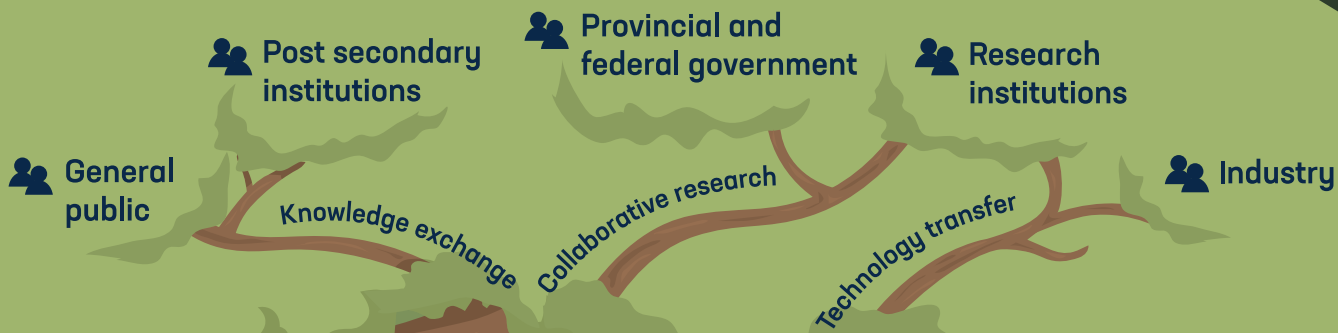 General
public
Post secondary
institutions
Provincial and
federal government
Research
institutions
Industry
Knowledge exchange
Collaborative research
Technology transfer